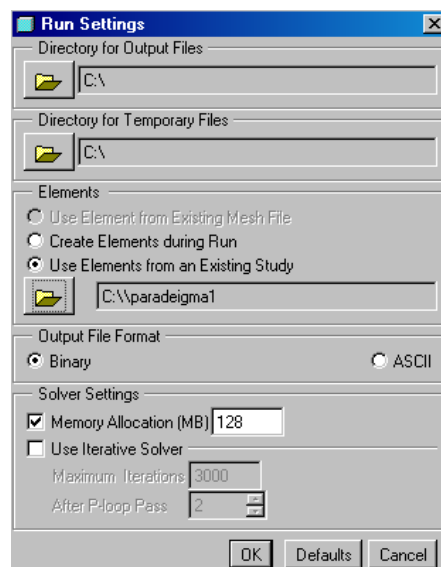 Run Settings
Directory for Output Files
C:\
Directory for Temporary Files
C:\
Elements
Use Element from Existing Mesh File
Create Elements during Run
Use Elements from an Existing Study
C:\\paradeigma1
Output File Format
Binary ASCII
Solver Settings
Memory Allocation (MB) 128
Use Iterative Solver
Maximum Iterations 3000
After P-loop Pass 2
OK Defaults Cancel